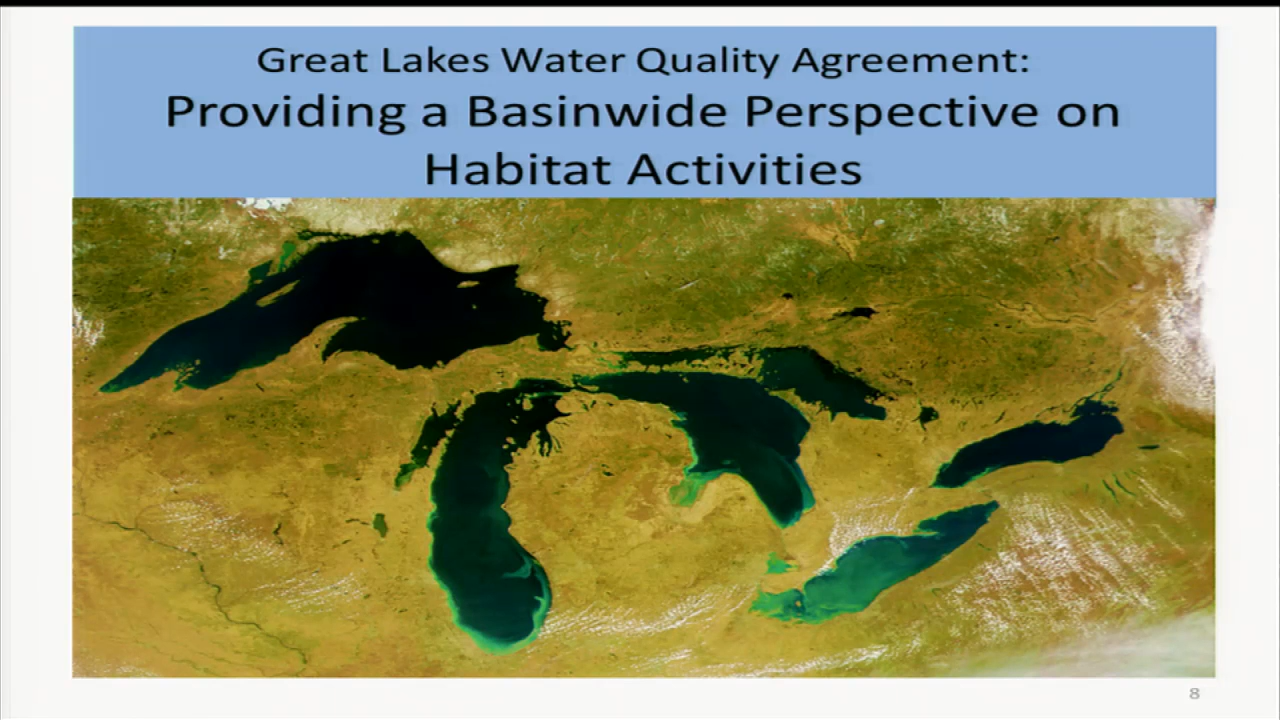 Great Lakes Water Quality Agreement:
Providing a Basinwide Perspective on
Habitat Activities
8